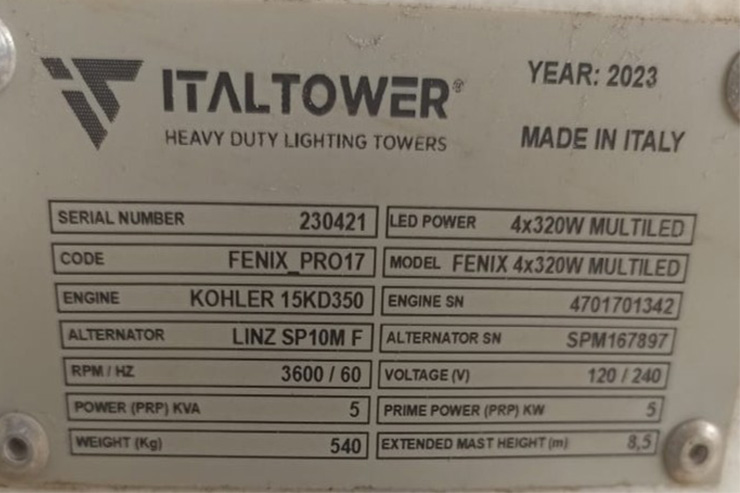 ITALTOWER®
HEAVY DUTY LIGHTING TOWERS
YEAR: 2023
MADE IN ITALY
SERIAL NUMBER 230421 LED POWER 4x320W MULTILED
CODE FENIX_PRO17 MODEL FENIX 4x320W MULTILED
ENGINE KOHLER 15KD350 ENGINE SN 4701701342
ALTERNATOR LINZ SP10M F ALTERNATOR SN SPM167897
RPM / HZ 3600 / 60 VOLTAGE (V) 120 / 240
POWER (PRP) KVA 5 PRIME POWER (PRP) KW 5
WEIGHT (Kg) 540 EXTENDED MAST HEIGHT (m) 8,5